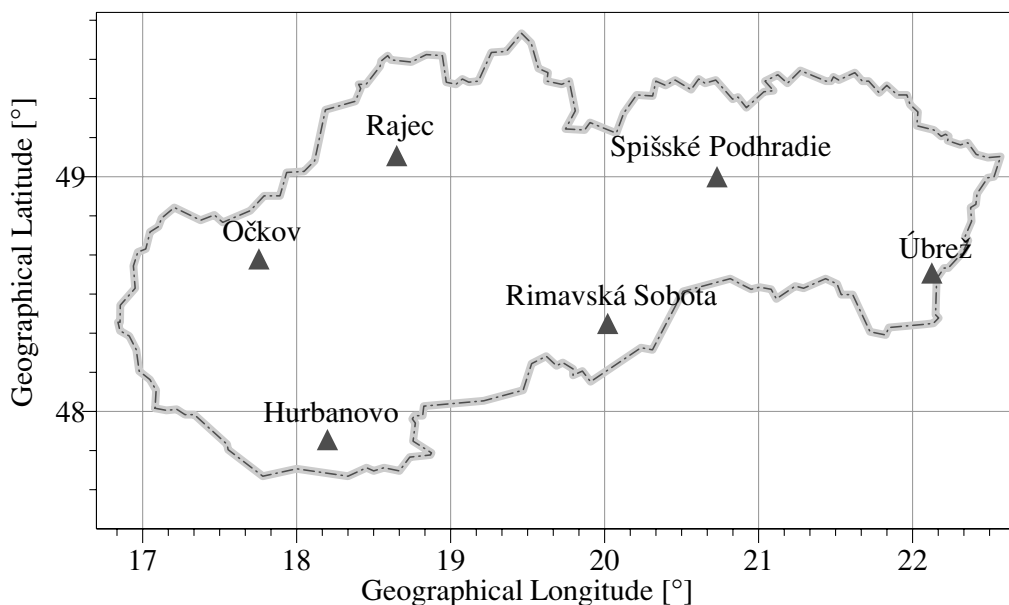 Rajec
Spišské Podhradie
49
Očkov
Úbrež
Rimavská Sobota
48
Hurbanovo
Geographical Latitude [°]
17 18 19 20 21 22
Geographical Longitude [°]